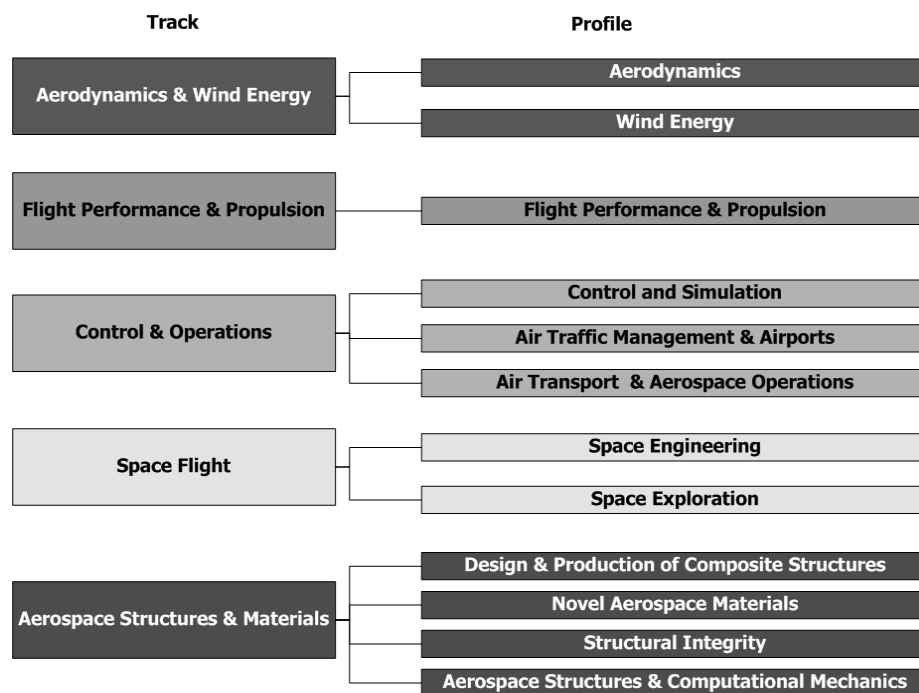 Track
Profile
Aerodynamics & Wind Energy
Aerodynamics
Wind Energy
Flight Performance & Propulsion
Flight Performance & Propulsion
Control & Operations
Control and Simulation
Air Traffic Management & Airports
Air Transport  & Aerospace Operations
Space Flight
Space Engineering
Space Exploration
Aerospace Structures & Materials
Design & Production of Composite Structures
Novel Aerospace Materials
Structural Integrity
Aerospace Structures & Computational Mechanics